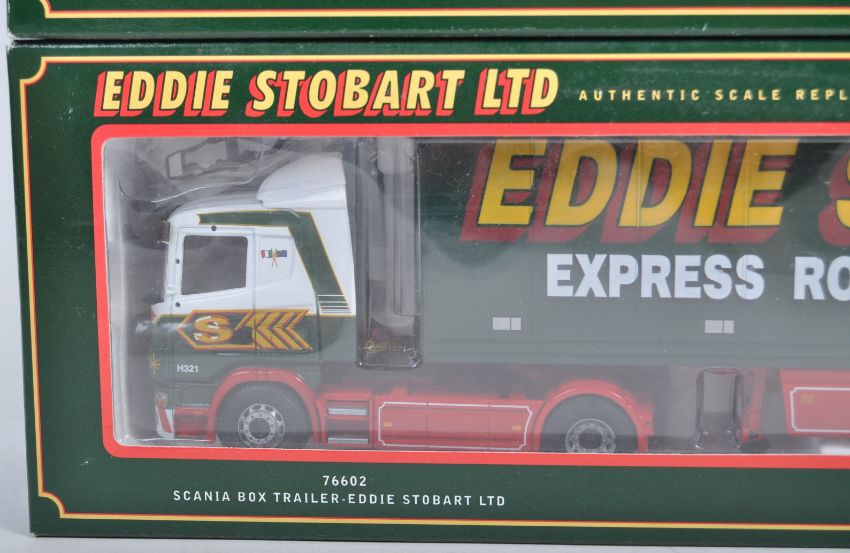 EDDIE STOBART LTD
AUTHENTIC SCALE REPL
EDDIE S
EXPRESS RO
S
H321
76602
SCANIA BOX TRAILER-EDDIE STOBART LTD